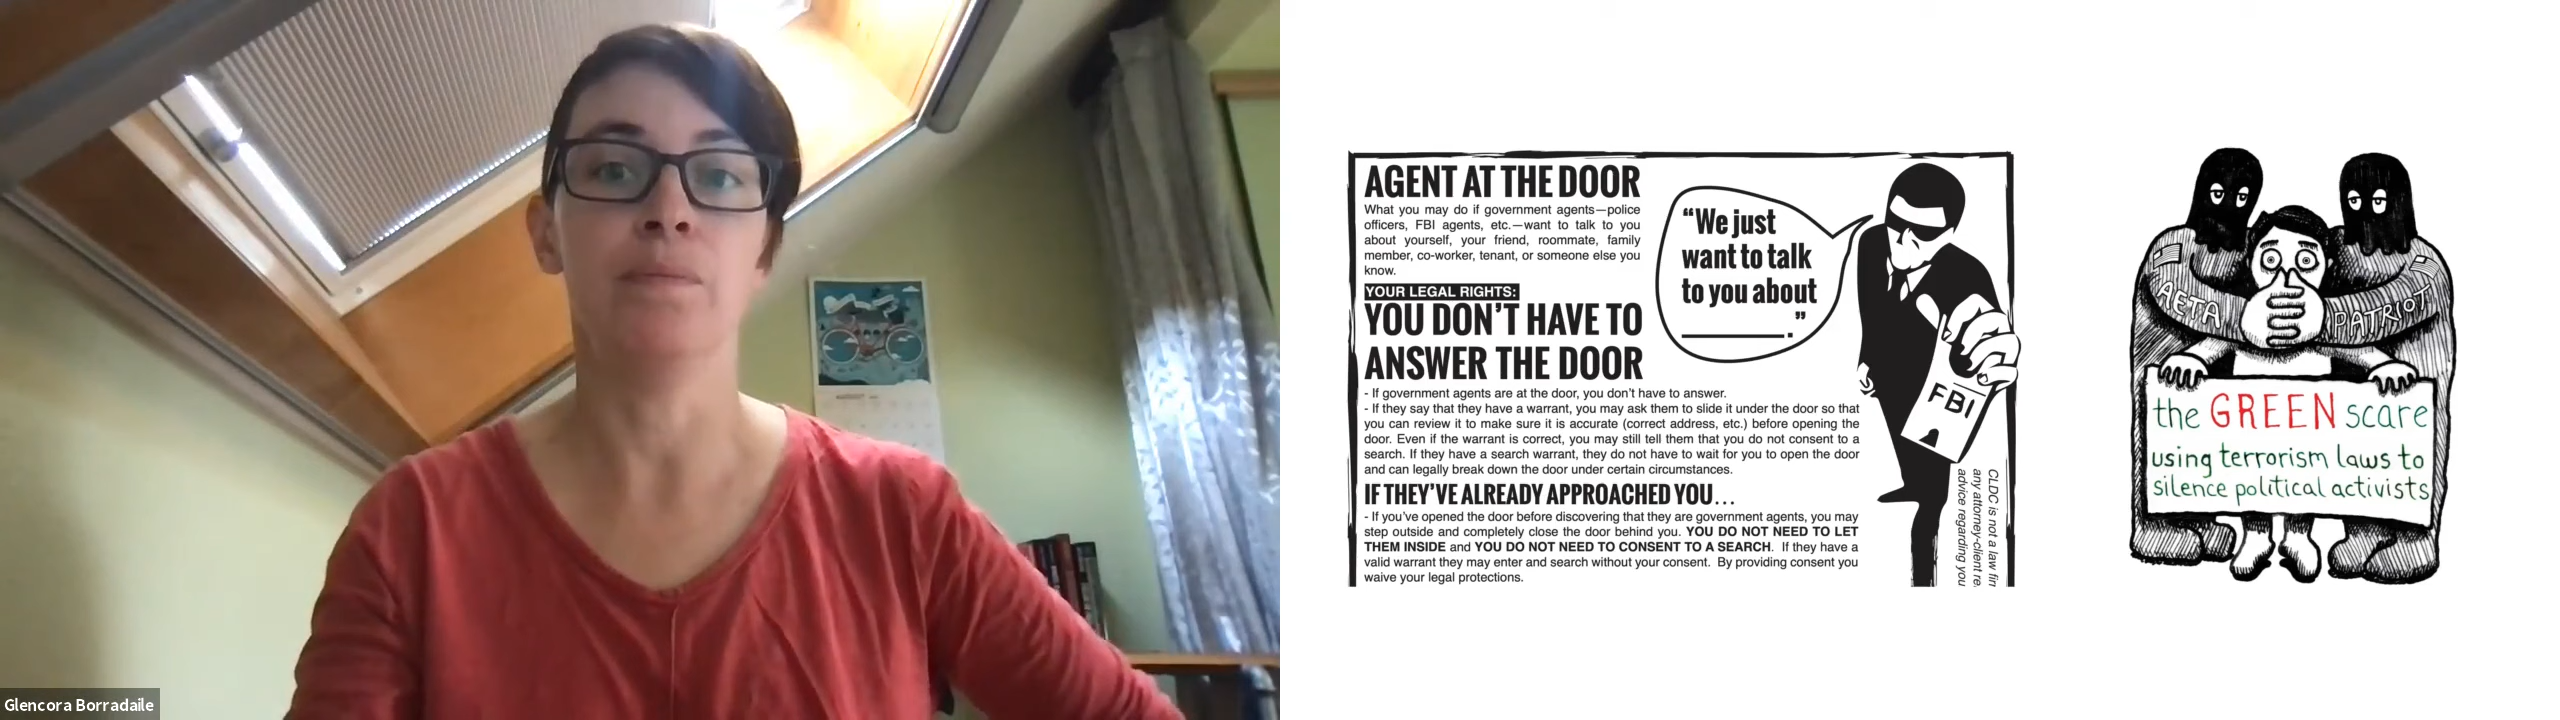 Glencora Borradaile
AGENT AT THE DOOR
What you may do if government agents—police
officers, FBI agents, etc.—want to talk to you
about yourself, your friend, roommate, family
member, co-worker, tenant, or someone else you
know.
YOUR LEGAL RIGHTS:
YOU DON'T HAVE TO
ANSWER THE DOOR
- If government agents are at the door, you don't have to answer.
- If they say that they have a warrant, you may ask them to slide it under the door so that
you can review it to make sure it is accurate (correct address, etc.) before opening the
door. Even if the warrant is correct, you may still tell them that you do not consent to a
search. If they have a search warrant, they do not have to wait for you to open the door
and can legally break down the door under certain circumstances.
IF THEY'VE ALREADY APPROACHED YOU...
- If you've opened the door before discovering that they are government agents, you may
step outside and completely close the door behind you. YOU DO NOT NEED TO LET
THEM INSIDE and YOU DO NOT NEED TO CONSENT TO A SEARCH. If they have a
valid warrant they may enter and search without your consent. By providing consent you
waive your legal protections.
“We just
want to talk
to you about
__________.”
FBI
CLDC is not a law fir
any attorney-client re
advice regarding you
AETA
PATRIOT
the GREEN scare
using terrorism laws to
silence political activists